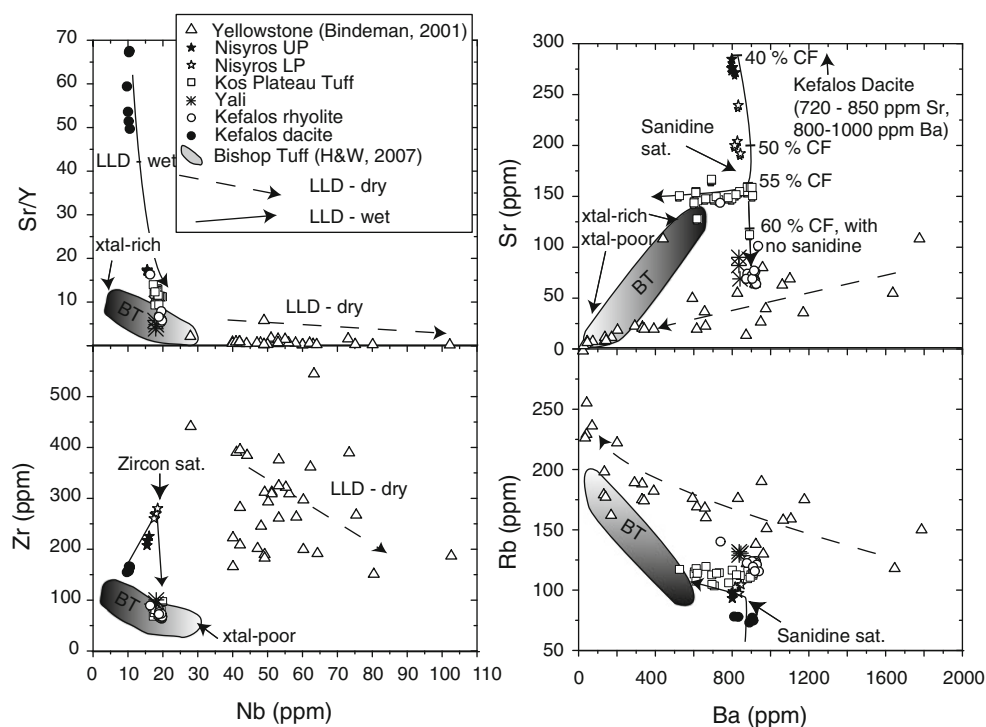 70
60
50
40
30
20
10
0
Sr/Y
Yellowstone (Bindeman, 2001)
Nisyros UP
Nisyros LP
Kos Plateau Tuff
Yali
Kefalos rhyolite
Kefalos dacite
Bishop Tuff (H&W, 2007)
LLD - dry
LLD - wet
LLD - wet
xtal-rich
BT
LLD - dry
500
400
300
200
100
0
Zr (ppm)
Zircon sat.
LLD - dry
BT
xtal-poor
0 10 20 30 40 50 60 70 80 90 100 110
Nb (ppm)
300
250
200
150
100
50
0
Sr (ppm)
40 % CF
Kefalos Dacite
(720 - 850 ppm Sr,
800-1000 ppm Ba)
Sanidine
sat.
50 % CF
55 % CF
xtal-rich
xtal-poor
60 % CF, with
no sanidine
BT
250
200
150
100
50
Rb (ppm)
BT
Sanidine sat.
0 400 800 1200 1600 2000
Ba (ppm)